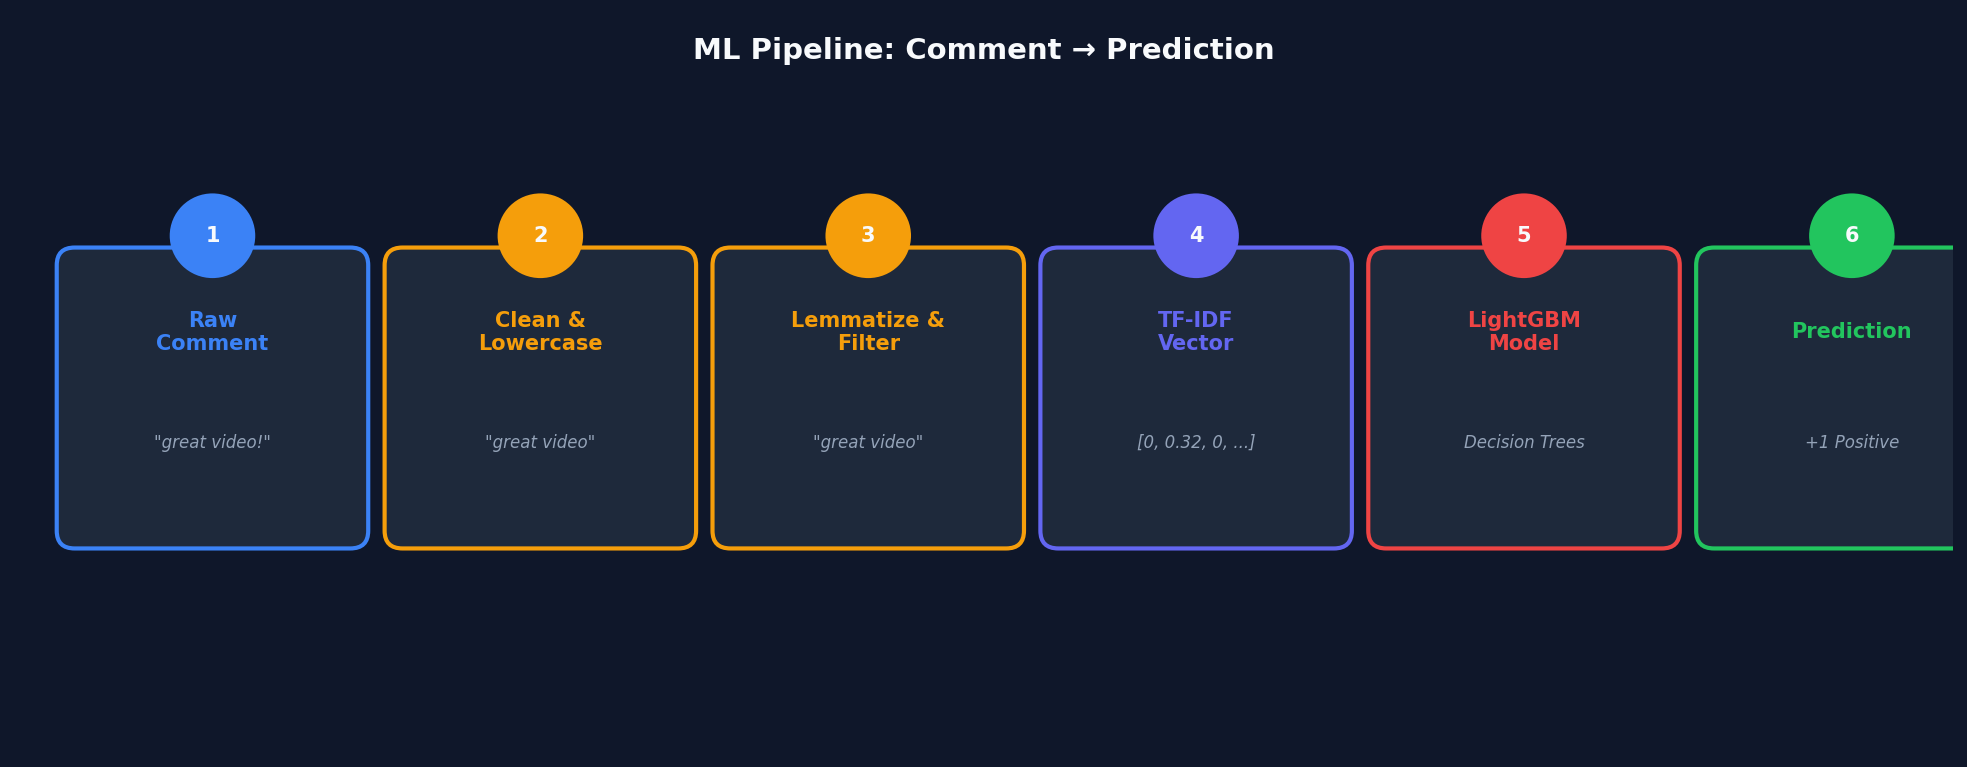 ML Pipeline: Comment → Prediction
1
Raw
Comment
"great video!"
2
Clean &
Lowercase
"great video"
3
Lemmatize &
Filter
"great video"
4
TF-IDF
Vector
[0, 0.32, 0, ...]
5
LightGBM
Model
Decision Trees
6
Prediction
+1 Positive